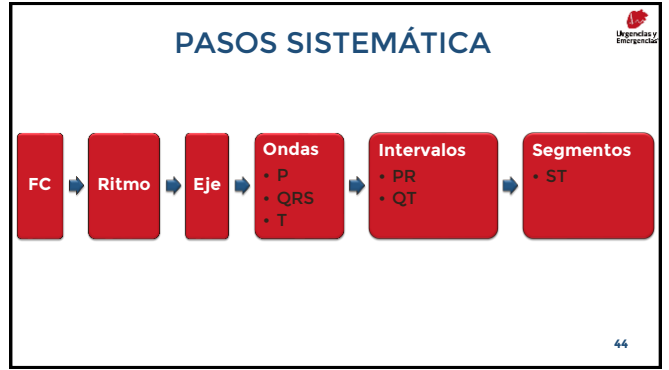 PASOS SISTEMÁTICA
Urgencias y
Emergencias
FC
Ritmo
Eje
Ondas
• P
• QRS
• T
Intervalos
• PR
• QT
Segmentos
• ST
44